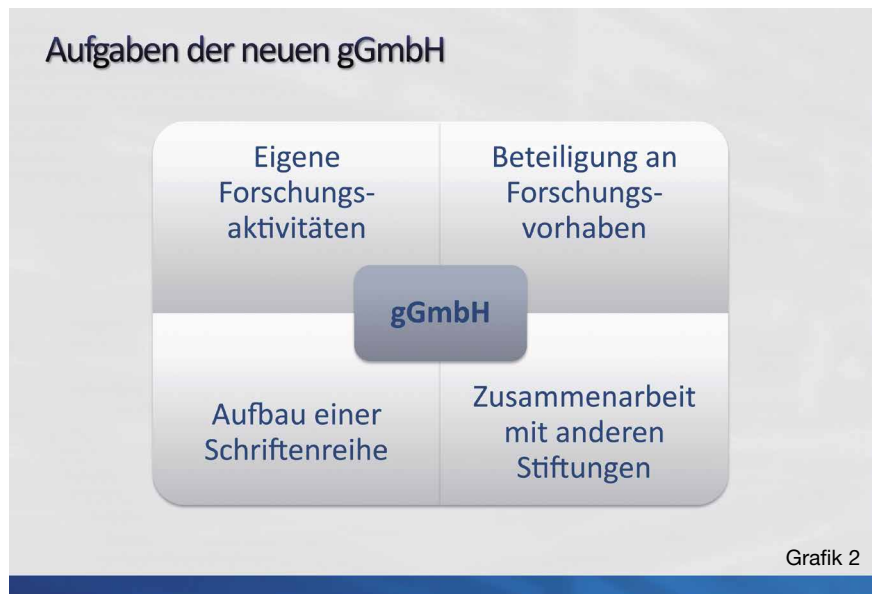 Aufgaben der neuen gGmbH
Eigene
Forschungs-
aktivitäten
Beteiligung an
Forschungs-
vorhaben
gGmbH
Aufbau einer
Schriftenreihe
Zusammenarbeit
mit anderen
Stiftungen
Grafik 2